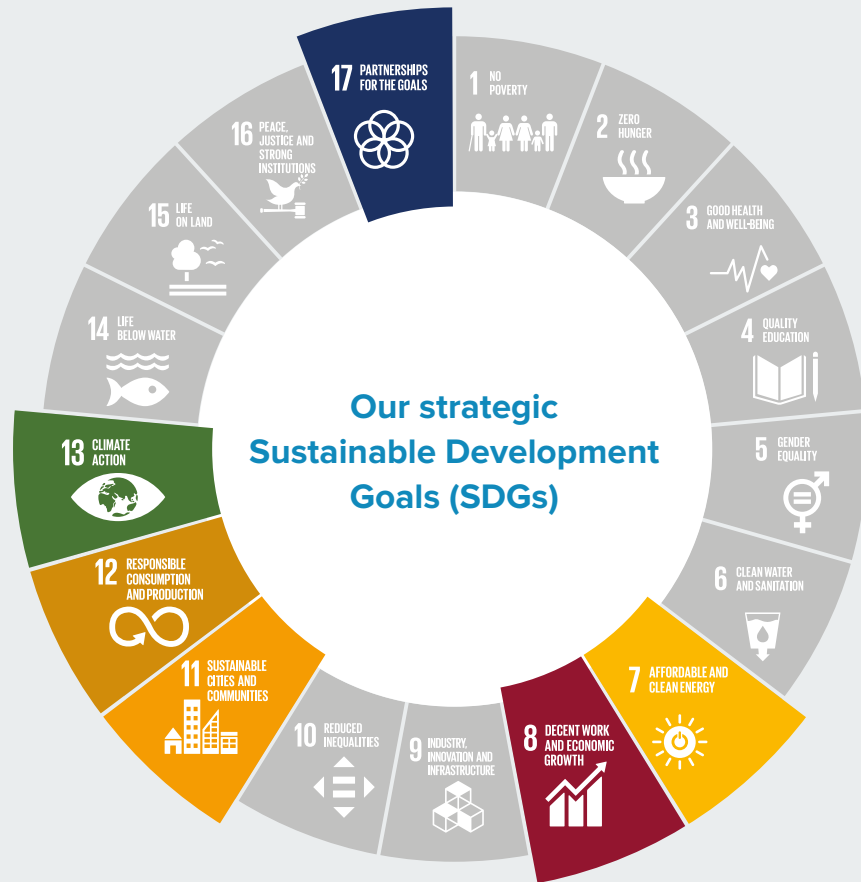 Our strategic
Sustainable Development
Goals (SDGs)
1 NO
POVERTY
2 ZERO
HUNGER
3 GOOD HEALTH
AND WELL-BEING
4 QUALITY
EDUCATION
5 GENDER
EQUALITY
6 CLEAN WATER
AND SANITATION
7 AFFORDABLE AND
CLEAN ENERGY
8 DECENT WORK
AND ECONOMIC
GROWTH
9 INDUSTRY,
INNOVATION AND
INFRASTRUCTURE
10 REDUCED
INEQUALITIES
11 SUSTAINABLE
CITIES AND
COMMUNITIES
12 RESPONSIBLE
CONSUMPTION
AND PRODUCTION
13 CLIMATE
ACTION
14 LIFE
BELOW WATER
15 LIFE
ON LAND
16 PEACE,
JUSTICE AND
STRONG
INSTITUTIONS
17 PARTNERSHIPS
FOR THE GOALS